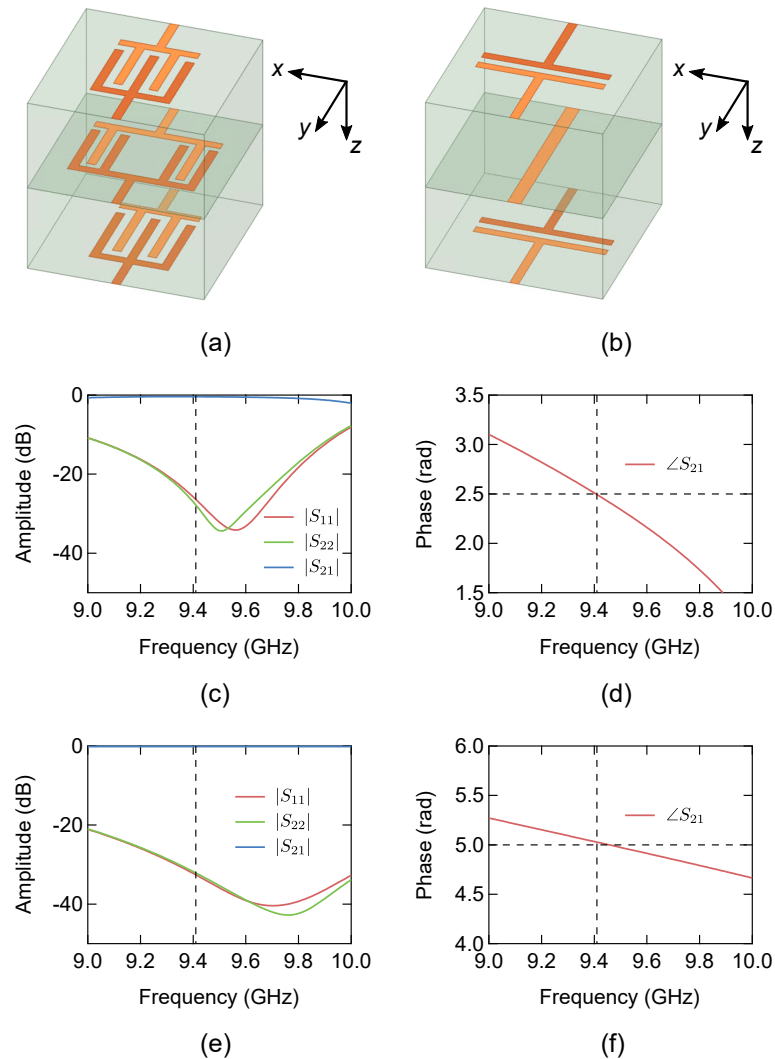 x
y
z
x
y
z
(a)
(b)
0
-20
-40
9.0 9.2 9.4 9.6 9.8 10.0
Amplitude (dB)
Frequency (GHz)
|S11|
|S22|
|S21|
(c)
3.5
3.0
2.5
2.0
1.5
9.0 9.2 9.4 9.6 9.8 10.0
Phase (rad)
Frequency (GHz)
∠S21
(d)
0
-20
-40
9.0 9.2 9.4 9.6 9.8 10.0
Amplitude (dB)
Frequency (GHz)
|S11|
|S22|
|S21|
(e)
6.0
5.5
5.0
4.5
4.0
9.0 9.2 9.4 9.6 9.8 10.0
Phase (rad)
Frequency (GHz)
∠S21
(f)